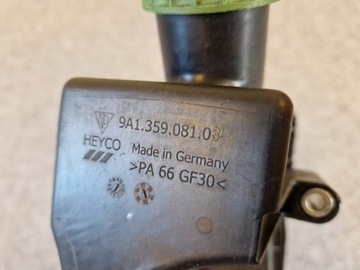 9A1.359.081.03
HEYCO Made in Germany
>PA 66 GF30<